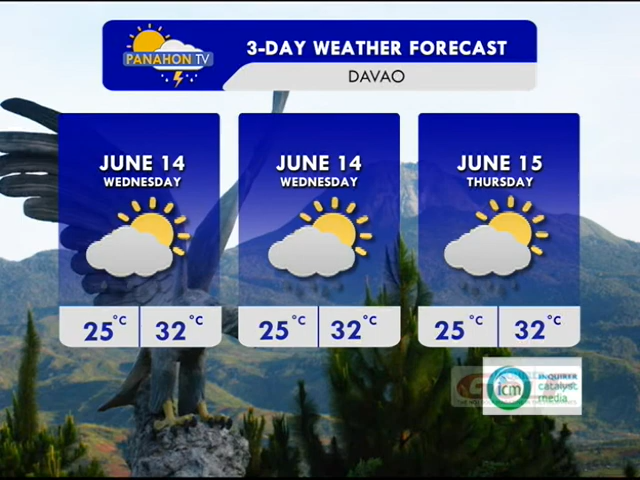 PANAHON TV
3-DAY WEATHER FORECAST
DAVAO
JUNE 14
WEDNESDAY
25°C
32°C
JUNE 14
WEDNESDAY
25°C
32°C
JUNE 15
THURSDAY
25°C
32°C
icm
INQUIRER
catalyst
media